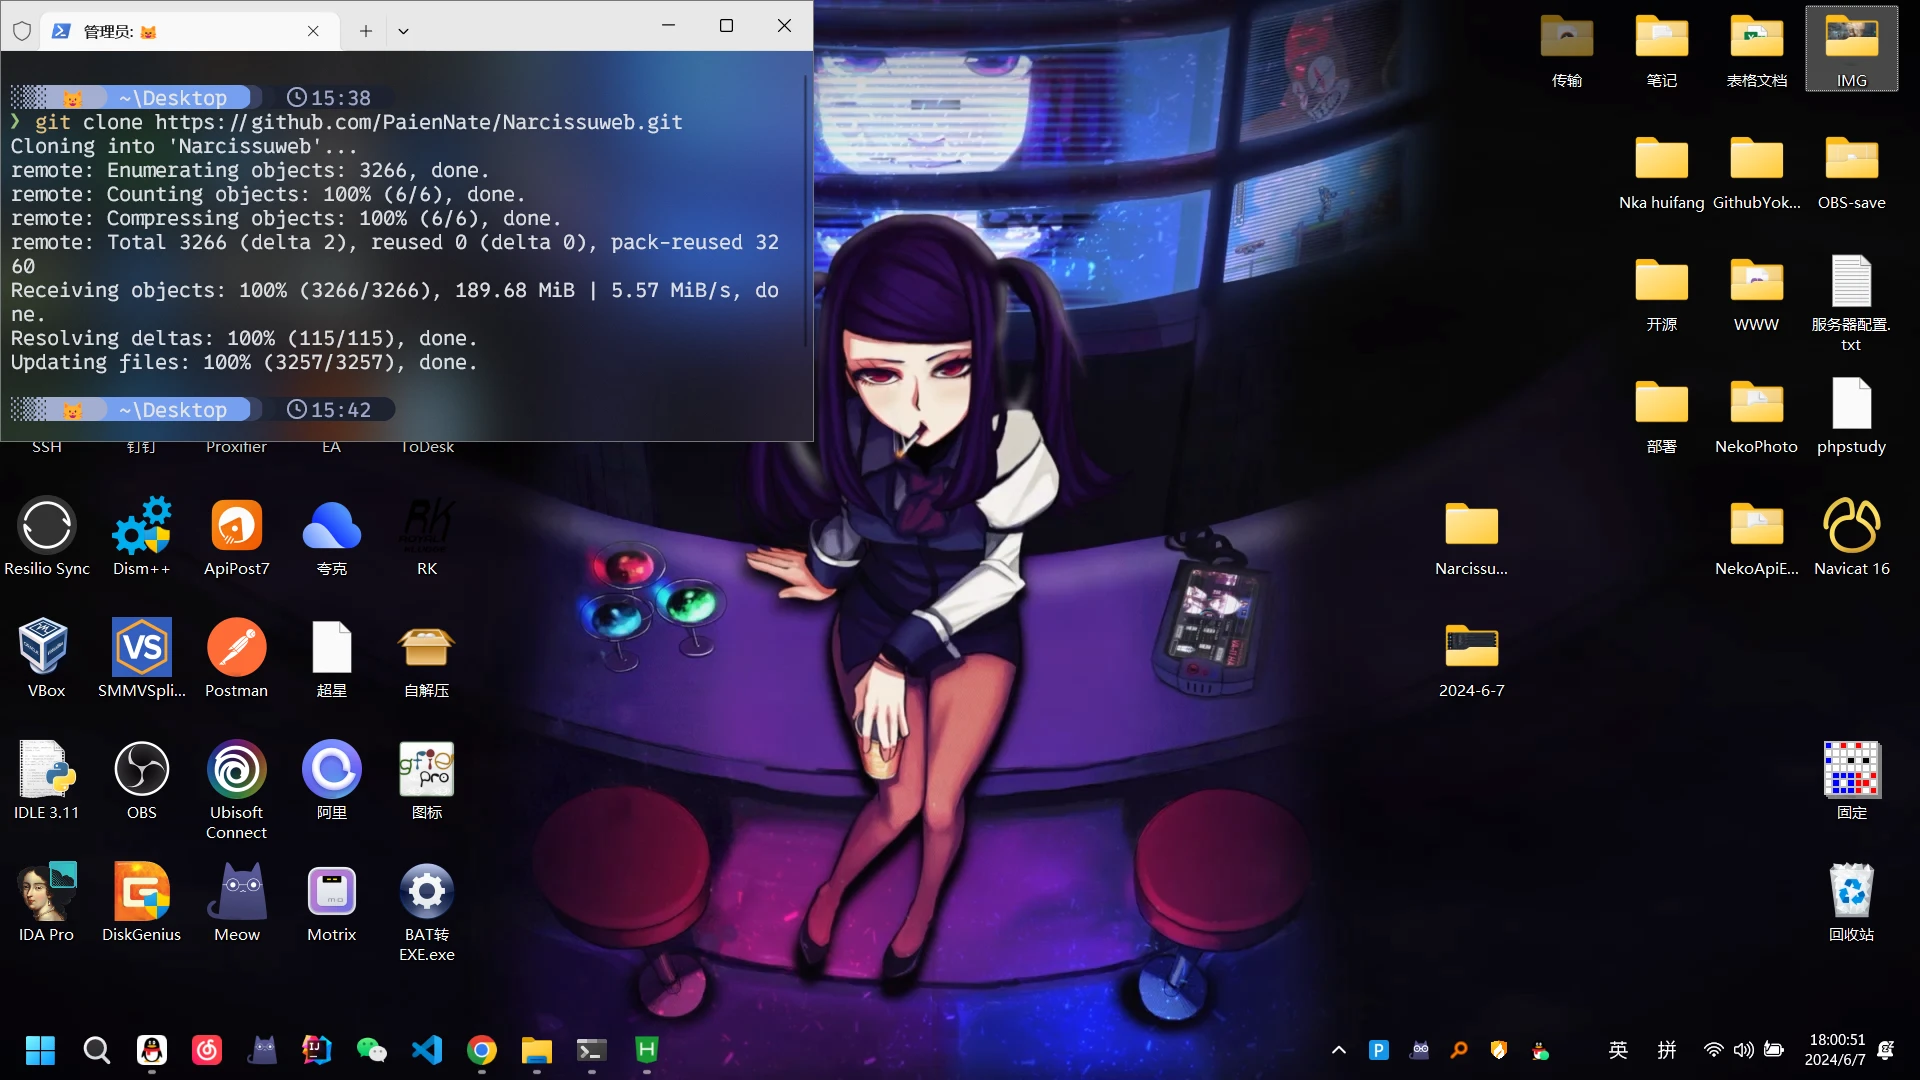 管理员: 😺
~\Desktop 15:38
❯ git clone https://github.com/PaienNate/Narcissuweb.git
Cloning into 'Narcissuweb'...
remote: Enumerating objects: 3266, done.
remote: Counting objects: 100% (6/6), done.
remote: Compressing objects: 100% (6/6), done.
remote: Total 3266 (delta 2), reused 0 (delta 0), pack-reused 32
60
Receiving objects: 100% (3266/3266), 189.68 MiB | 5.57 MiB/s, do
ne.
Resolving deltas: 100% (115/115), done.
Updating files: 100% (3257/3257), done.
~\Desktop 15:42
SSH 钉钉 Proxifier EA ToDesk
Resilio Sync Dism++ ApiPost7 夸克 RK
VBox SMMVSpli... Postman 超星 自解压
IDLE 3.11 OBS Ubisoft
Connect 阿里 图标
IDA Pro DiskGenius Meow Motrix BAT转
EXE.exe
传输 笔记 表格文档 IMG
Nka huifang GithubYok... OBS-save
开源 WWW 服务器配置.
txt
部署 NekoPhoto phpstudy
Narcissu... NekoApiE... Navicat 16
2024-6-7
固定
回收站
英 拼 18:00:51
2024/6/7